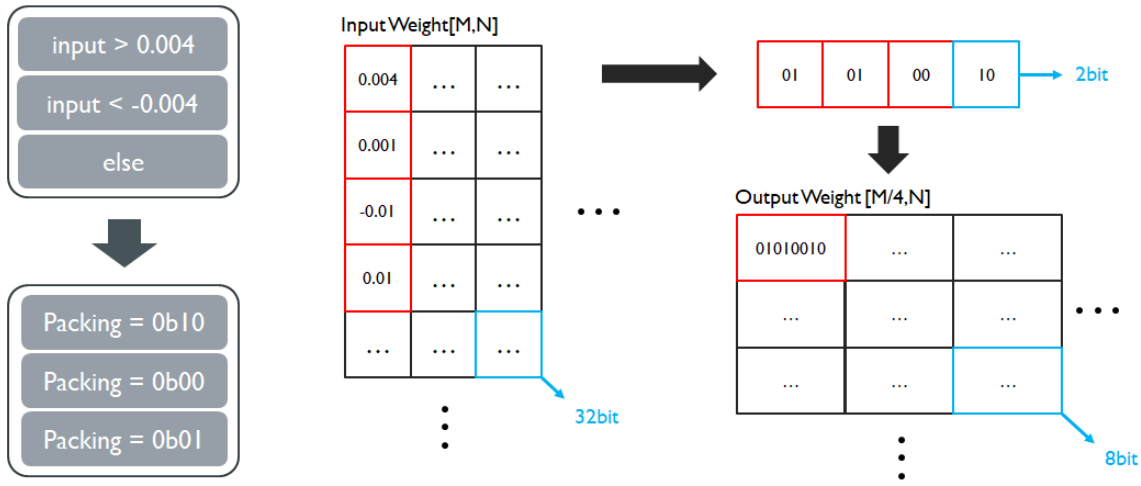 input > 0.004
input < -0.004
else
Packing = 0b10
Packing = 0b00
Packing = 0b01
Input Weight[M,N]
0.004 ... ...
0.001 ... ...
-0.01 ... ...
0.01 ... ...
... ... ...
32bit
01 01 00 10
2bit
Output Weight [M/4,N]
01010010 ... ...
... ... ...
... ... ...
8bit